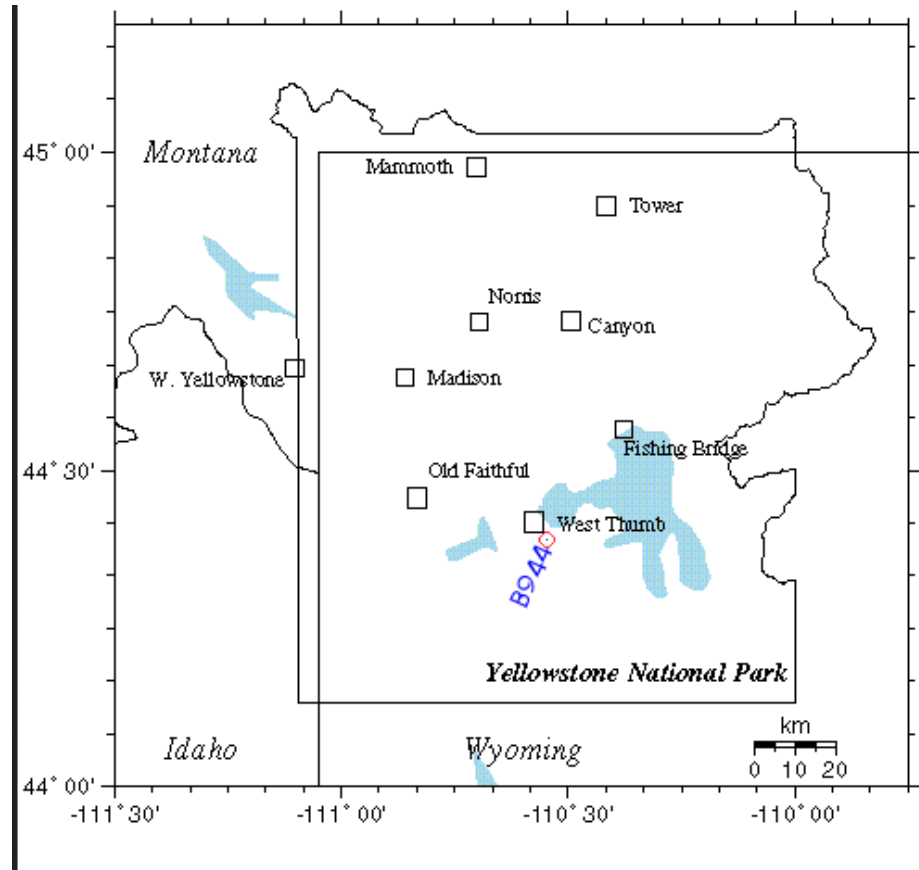 45° 00'
Montana
Mammoth
Tower
Norris
Canyon
W. Yellowstone
Madison
Fishing Bridge
44° 30'
Old Faithful
West Thumb
B944
Yellowstone National Park
km
Idaho
Wyoming
0 10 20
44° 00'
-111° 30' -111° 00' -110° 30' -110° 00'